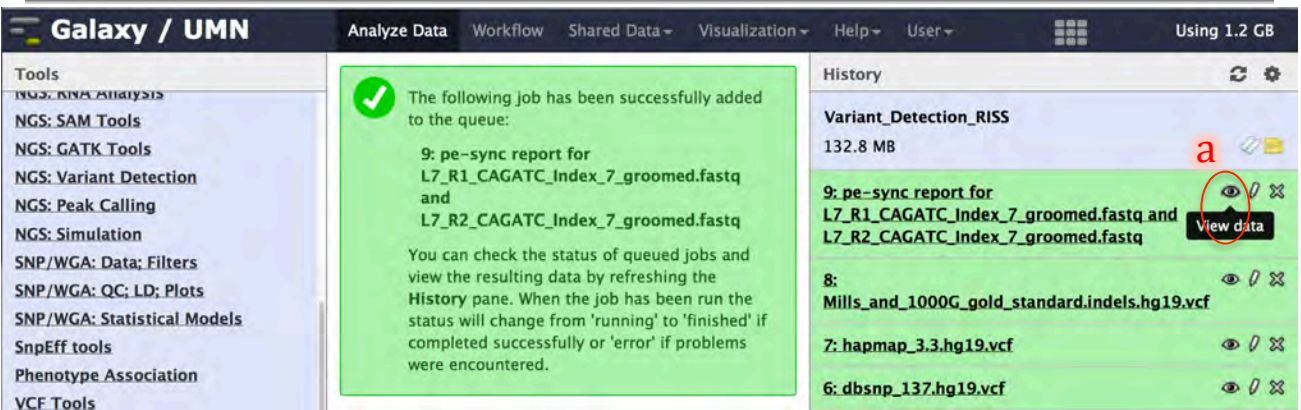 Galaxy / UMN
Analyze Data Workflow Shared Data Visualization Help User
Using 1.2 GB
Tools
NGS: RNA Analysis
NGS: SAM Tools
NGS: GATK Tools
NGS: Variant Detection
NGS: Peak Calling
NGS: Simulation
SNP/WGA: Data; Filters
SNP/WGA: QC; LD; Plots
SNP/WGA: Statistical Models
SnpEff tools
Phenotype Association
VCF Tools
The following job has been successfully added
to the queue:
9: pe-sync report for
L7_R1_CAGATC_Index_7_groomed.fastq
and
L7_R2_CAGATC_Index_7_groomed.fastq
You can check the status of queued jobs and
view the resulting data by refreshing the
History pane. When the job has been run the
status will change from 'running' to 'finished' if
completed successfully or 'error' if problems
were encountered.
History
Variant_Detection_RISS
132.8 MB
a
9: pe-sync report for
L7_R1_CAGATC_Index_7_groomed.fastq and
L7_R2_CAGATC_Index_7_groomed.fastq
View data
8:
Mills_and_1000G_gold_standard.indels.hg19.vcf
7: hapmap_3.3.hg19.vcf
6: dbsnp_137.hg19.vcf